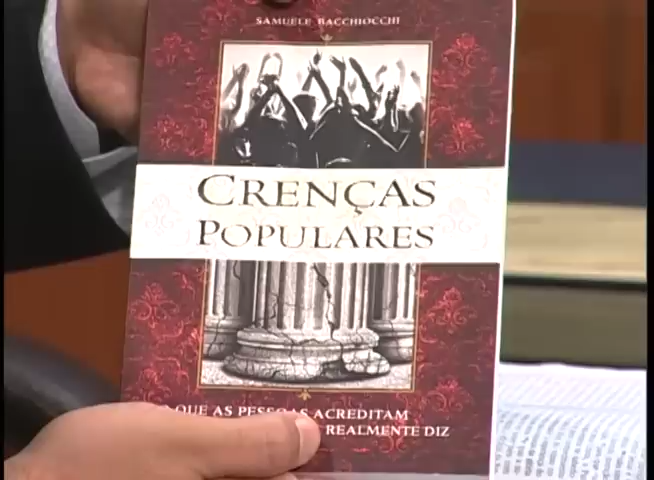 SAMUELE BACCHIOCCHI
CRENÇAS
POPULARES
QUE AS PESSOAS ACREDITAM
REALMENTE DIZ